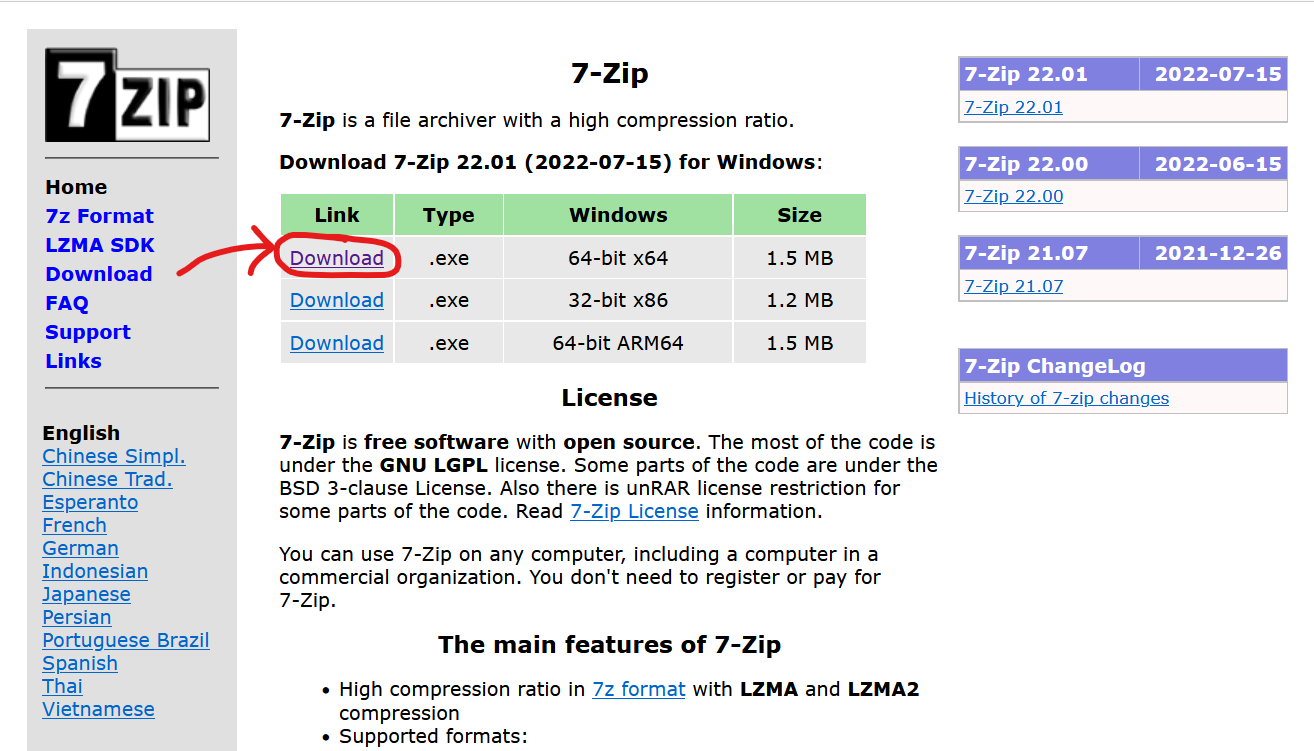 7ZIP
Home
7z Format
LZMA SDK
Download
FAQ
Support
Links
English
Chinese Simpl.
Chinese Trad.
Esperanto
French
German
Indonesian
Japanese
Persian
Portuguese Brazil
Spanish
Thai
Vietnamese
7-Zip
7-Zip is a file archiver with a high compression ratio.
Download 7-Zip 22.01 (2022-07-15) for Windows:
Link Type Windows Size
Download .exe 64-bit x64 1.5 MB
Download .exe 32-bit x86 1.2 MB
Download .exe 64-bit ARM64 1.5 MB
License
7-Zip is free software with open source. The most of the code is
under the GNU LGPL license. Some parts of the code are under the
BSD 3-clause License. Also there is unRAR license restriction for
some parts of the code. Read 7-Zip License information.
You can use 7-Zip on any computer, including a computer in a
commercial organization. You don't need to register or pay for
7-Zip.
The main features of 7-Zip
• High compression ratio in 7z format with LZMA and LZMA2
compression
• Supported formats:
7-Zip 22.01 2022-07-15
7-Zip 22.01
7-Zip 22.00 2022-06-15
7-Zip 22.00
7-Zip 21.07 2021-12-26
7-Zip 21.07
7-Zip ChangeLog
History of 7-zip changes